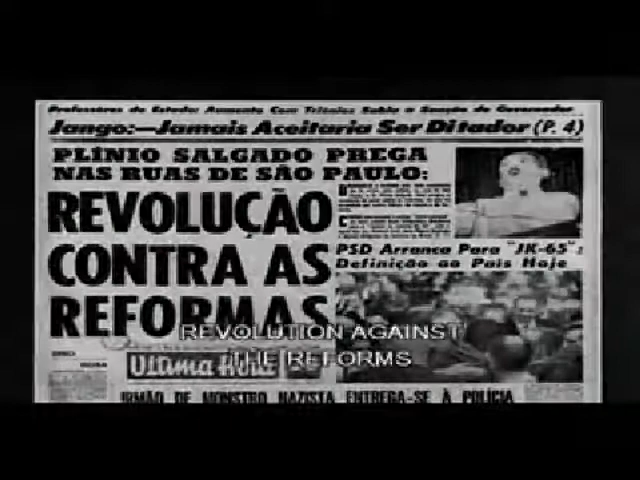 Jango:—Jamais Aceitaria Ser Ditador (P. 4)
PLÍNIO SALGADO PREGA
NAS RUAS DE SÃO PAULO:
REVOLUÇÃO
CONTRA AS
REFORMAS
PSD Arranca Para "JK-65":
Definição ao País Hoje
REVOLUTION AGAINST
THE REFORMS
Ultima Hora
IRMÃO DE MONSTRO NAZISTA ENTREGA-SE À POLÍCIA